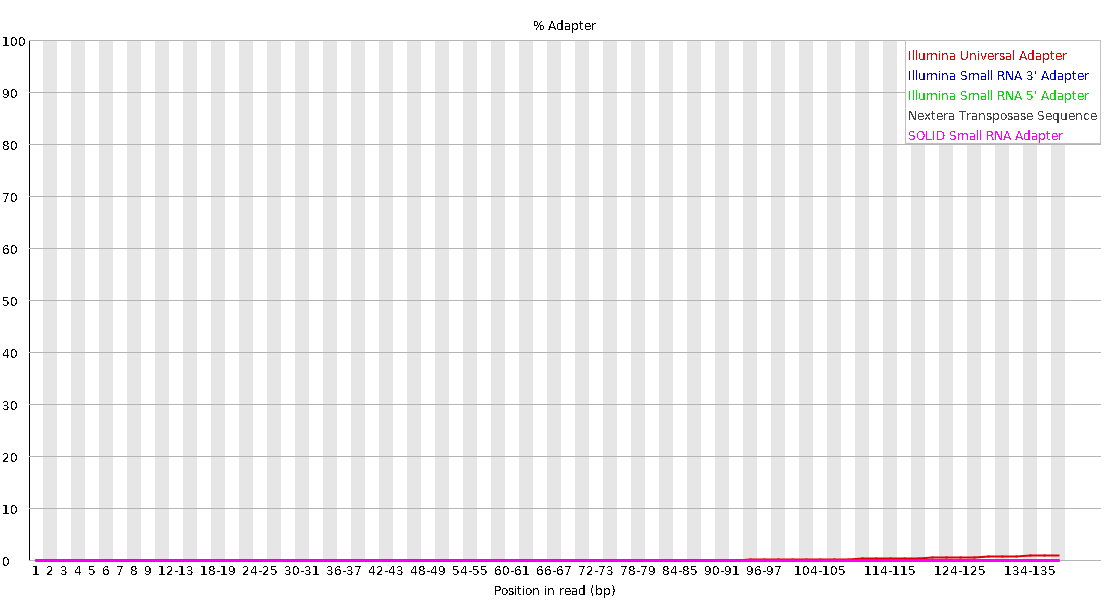 % Adapter
100
Illumina Universal Adapter
Illumina Small RNA 3' Adapter
90
Illumina Small RNA 5' Adapter
Nextera Transposase Sequence
SOLID Small RNA Adapter
80
70
60
50
40
30
20
10
0
1 2 3 4 5 6 7 8 9 12-13 18-19 24-25 30-31 36-37 42-43 48-49 54-55 60-61 66-67 72-73 78-79 84-85 90-91 96-97 104-105 114-115 124-125 134-135
Position in read (bp)